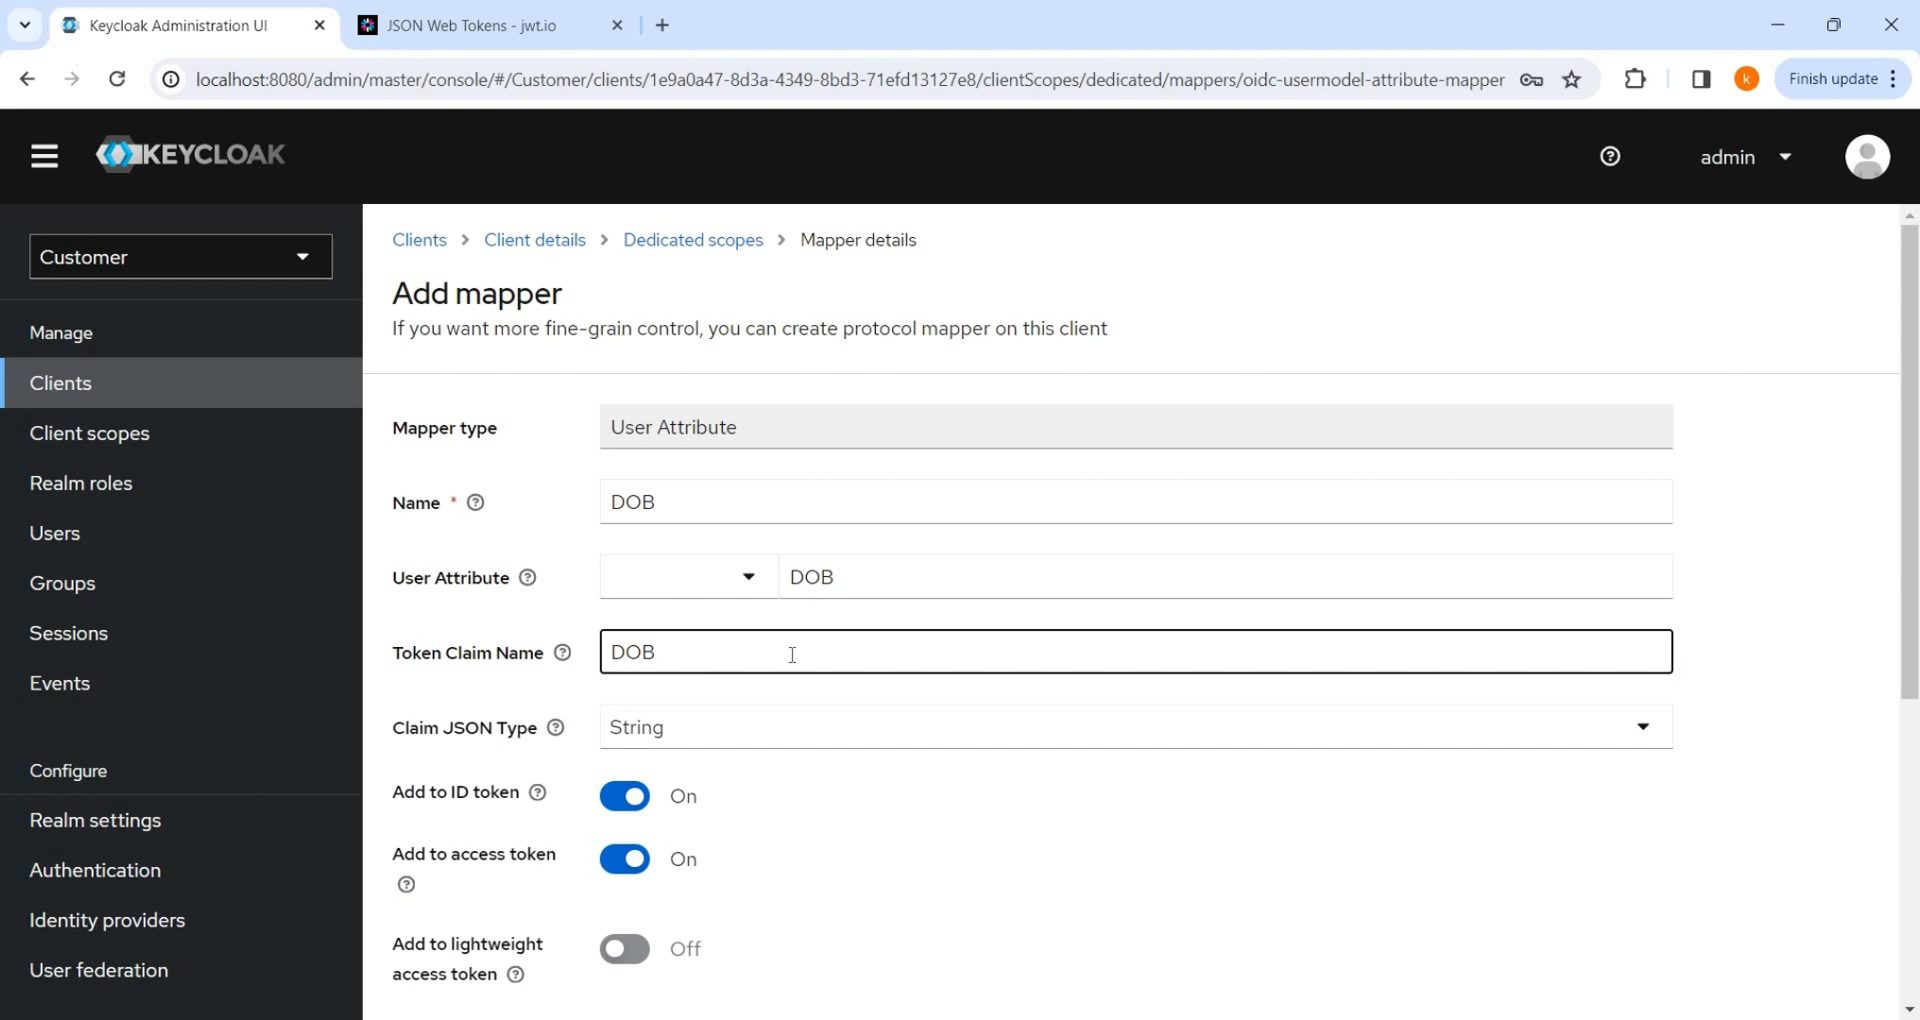 Keycloak Administration UI
JSON Web Tokens - jwt.io
localhost:8080/admin/master/console/#/Customer/clients/1e9a0a47-8d3a-4349-8bd3-71efd13127e8/clientScopes/dedicated/mappers/oidc-usermodel-attribute-mapper
k
Finish update
KEYCLOAK
admin
Customer
Manage
Clients
Client scopes
Realm roles
Users
Groups
Sessions
Events
Configure
Realm settings
Authentication
Identity providers
User federation
Clients > Client details > Dedicated scopes > Mapper details
Add mapper
If you want more fine-grain control, you can create protocol mapper on this client
Mapper type User Attribute
Name * DOB
User Attribute DOB
Token Claim Name DOB
Claim JSON Type String
Add to ID token On
Add to access token On
Add to lightweight Off
access token